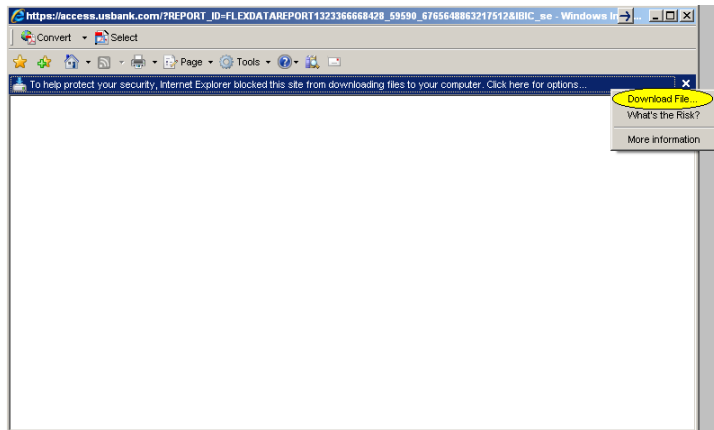 https://access.usbank.com/?REPORT_ID=FLEXDATAREPORT1323366668428_59590_6765648863217512&IBIC_se - Windows In
Convert Select
Page Tools
To help protect your security, Internet Explorer blocked this site from downloading files to your computer. Click here for options...
Download File...
What's the Risk?
More information